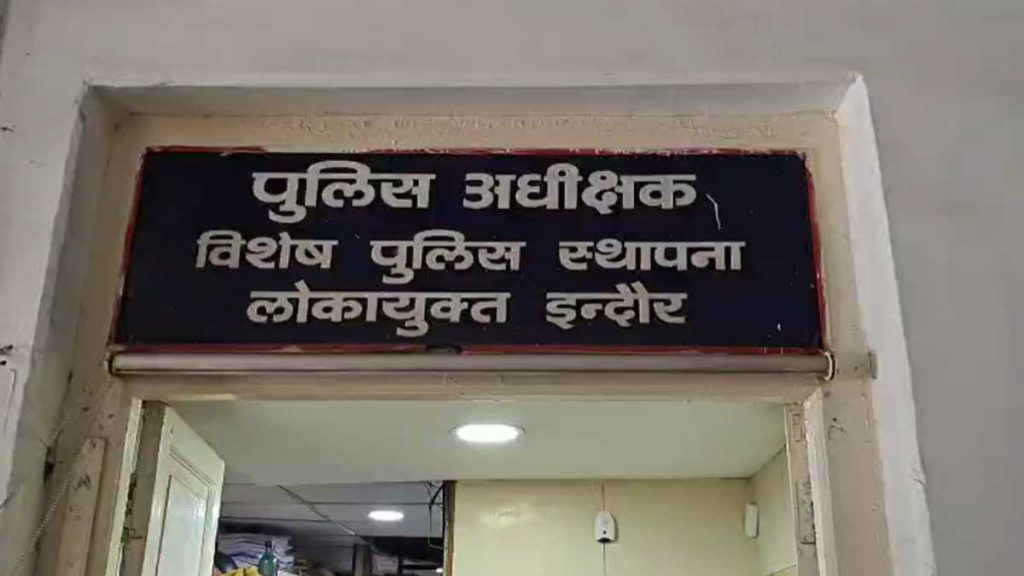 पुलिस अधीक्षक
विशेष पुलिस स्थापना
लोकायुक्त इन्दौर